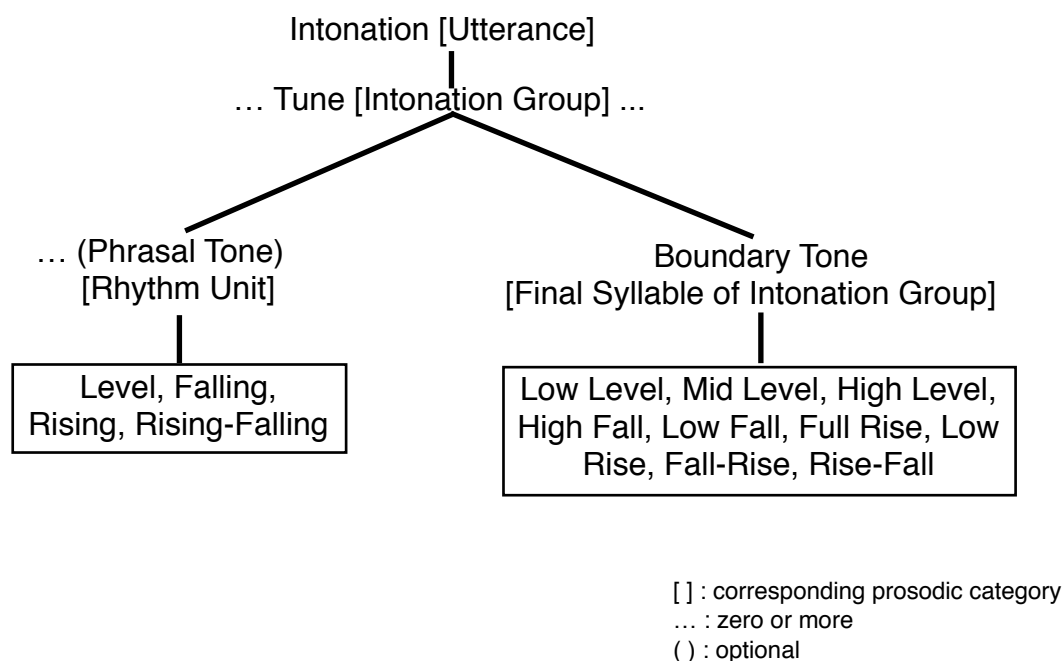 Intonation [Utterance]
… Tune [Intonation Group] ...
… (Phrasal Tone)
[Rhythm Unit]
Boundary Tone
[Final Syllable of Intonation Group]
Level, Falling,
Rising, Rising-Falling
Low Level, Mid Level, High Level,
High Fall, Low Fall, Full Rise, Low
Rise, Fall-Rise, Rise-Fall
[ ] : corresponding prosodic category
… : zero or more
( ) : optional